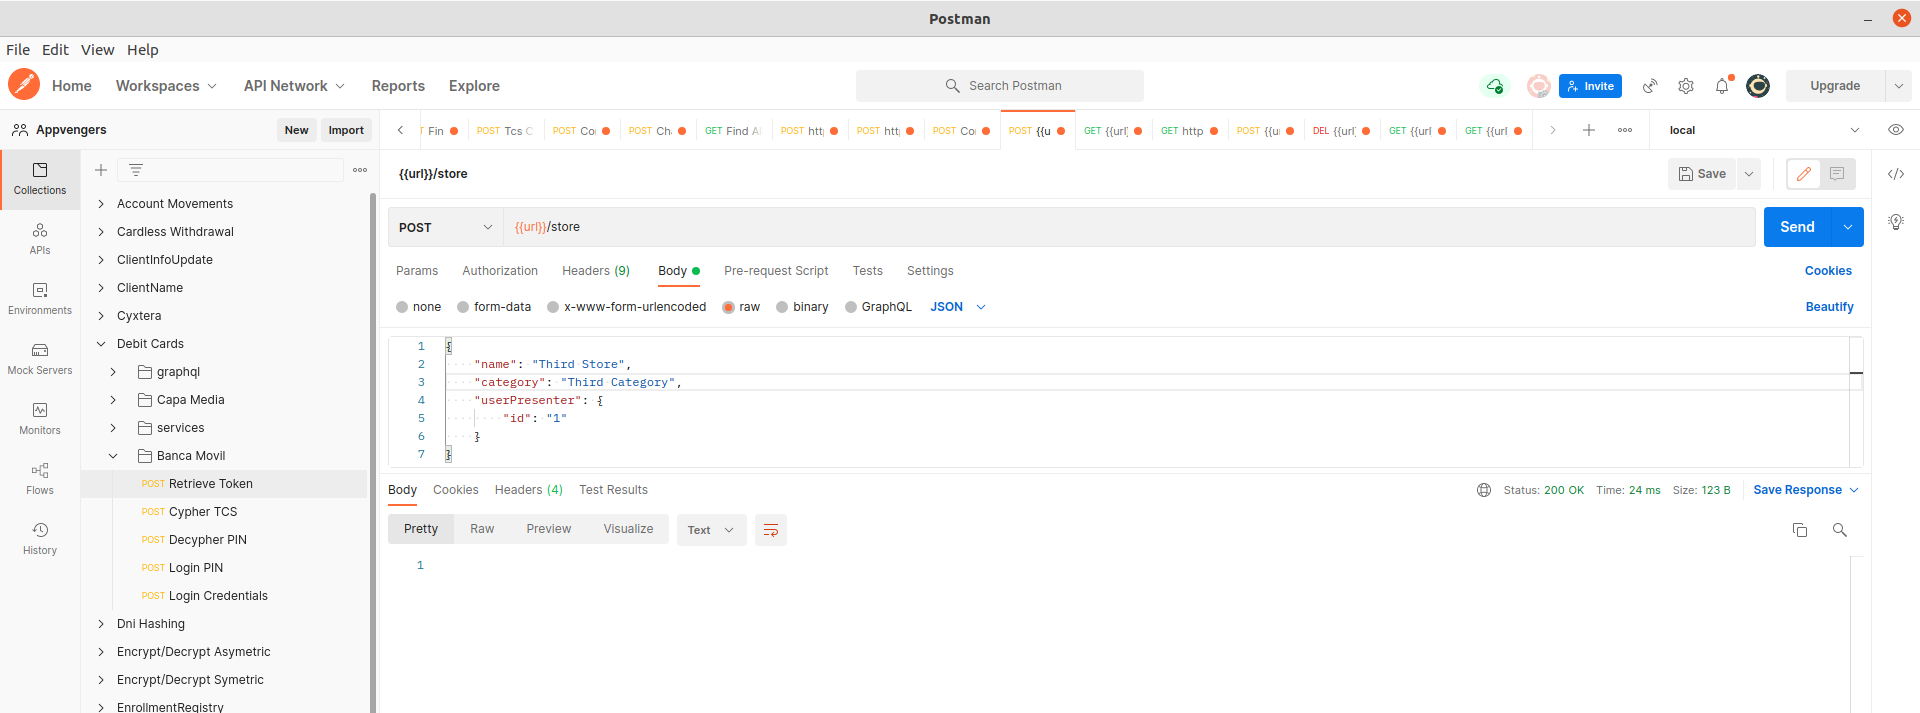 Postman
File Edit View Help
Home Workspaces API Network Reports Explore Search Postman Invite Upgrade
Appvengers New Import
Fin POST Tcs C POST Co POST Ch GET Find A POST htt POST htt POST Co POST {{u GET {{url} GET http POST {{u DEL {{url} GET {{url GET {{url local
Collections
APIs
Environments
Mock Servers
Monitors
Flows
History
Account Movements
Cardless Withdrawal
ClientInfoUpdate
ClientName
Cyxtera
Debit Cards
graphql
Capa Media
services
Banca Movil
POST Retrieve Token
POST Cypher TCS
POST Decypher PIN
POST Login PIN
POST Login Credentials
Dni Hashing
Encrypt/Decrypt Asymetric
Encrypt/Decrypt Symetric
EnrollmentRegistry
{{url}}/store Save
POST {{url}}/store Send
Params Authorization Headers (9) Body Pre-request Script Tests Settings Cookies
none form-data x-www-form-urlencoded raw binary GraphQL JSON Beautify
1 {
2 "name": "Third Store",
3 "category": "Third Category",
4 "userPresenter": {
5 "id": "1"
6 }
7 }
Body Cookies Headers (4) Test Results Status: 200 OK Time: 24 ms Size: 123 B Save Response
Pretty Raw Preview Visualize Text
1